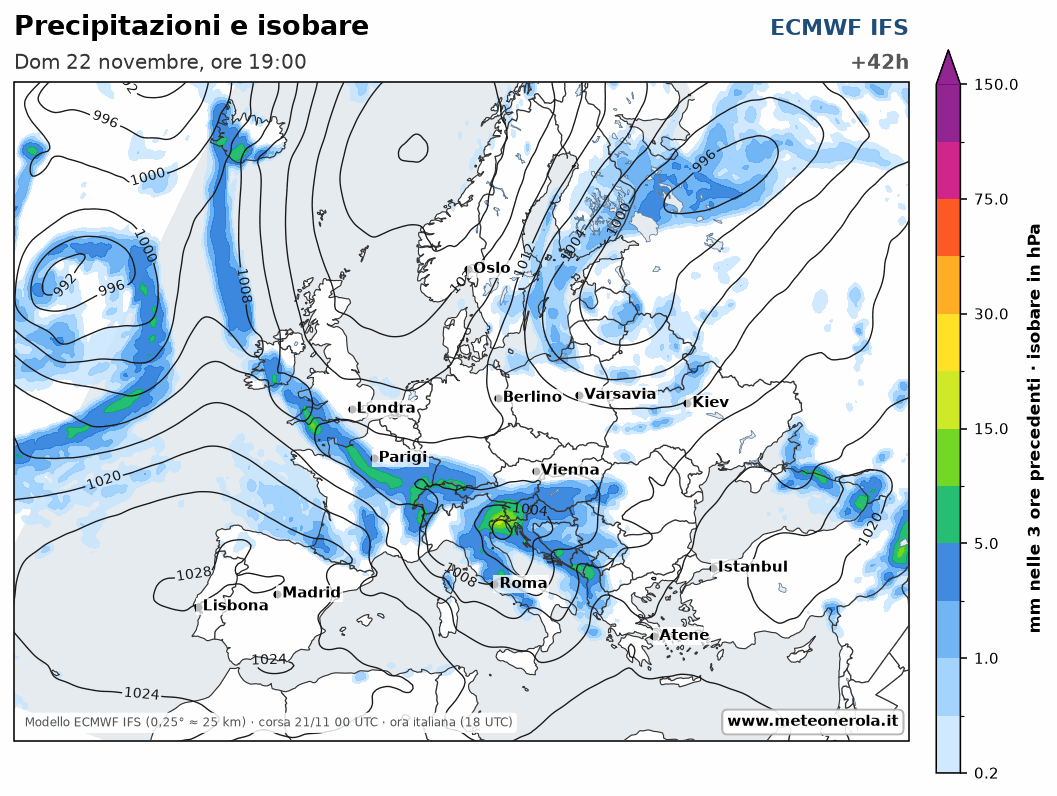 Precipitazioni e isobare
ECMWF IFS
Dom 22 novembre, ore 19:00
+42h
150.0
75.0
30.0
15.0
5.0
1.0
0.2
mm nelle 3 ore precedenti · isobare in hPa
996
1000
1000
992
996
1008
996
1000
1004
1012
Oslo
Londra
Berlino
Varsavia
Kiev
Parigi
Vienna
1020
1004
1020
1028
1008
Roma
Istanbul
Madrid
Lisbona
Atene
1024
1024
Modello ECMWF IFS (0,25° ≈ 25 km) · corsa 21/11 00 UTC · ora italiana (18 UTC)
www.meteonerola.it